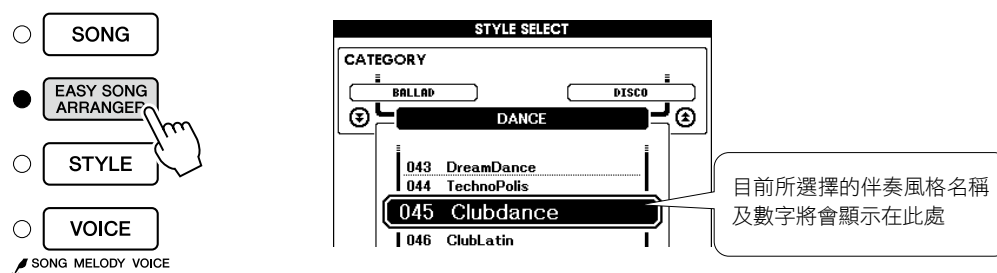 SONG
EASY SONG
ARRANGER
STYLE
VOICE
SONG MELODY VOICE
STYLE SELECT
CATEGORY
BALLAD
DISCO
DANCE
043 DreamDance
044 TechnoPolis
045 Clubdance
046 ClubLatin
目前所選擇的伴奏風格名稱
及數字將會顯示在此處